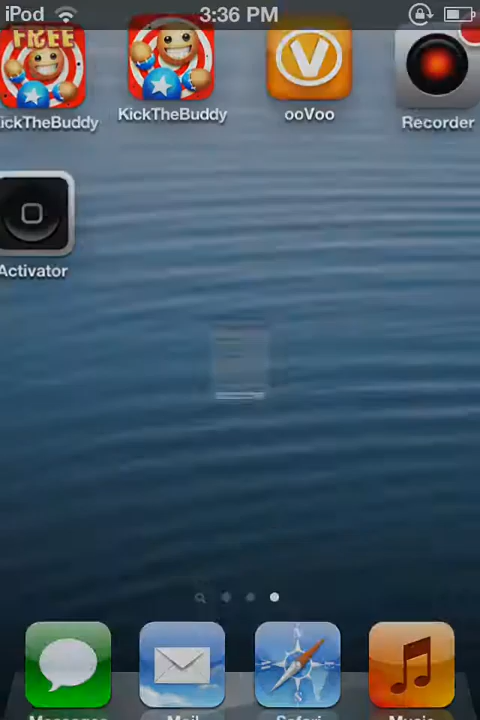 iPod 3:36 PM
FREE
ickTheBuddy KickTheBuddy ooVoo Recorder
Activator
Messages Mail Safari Music